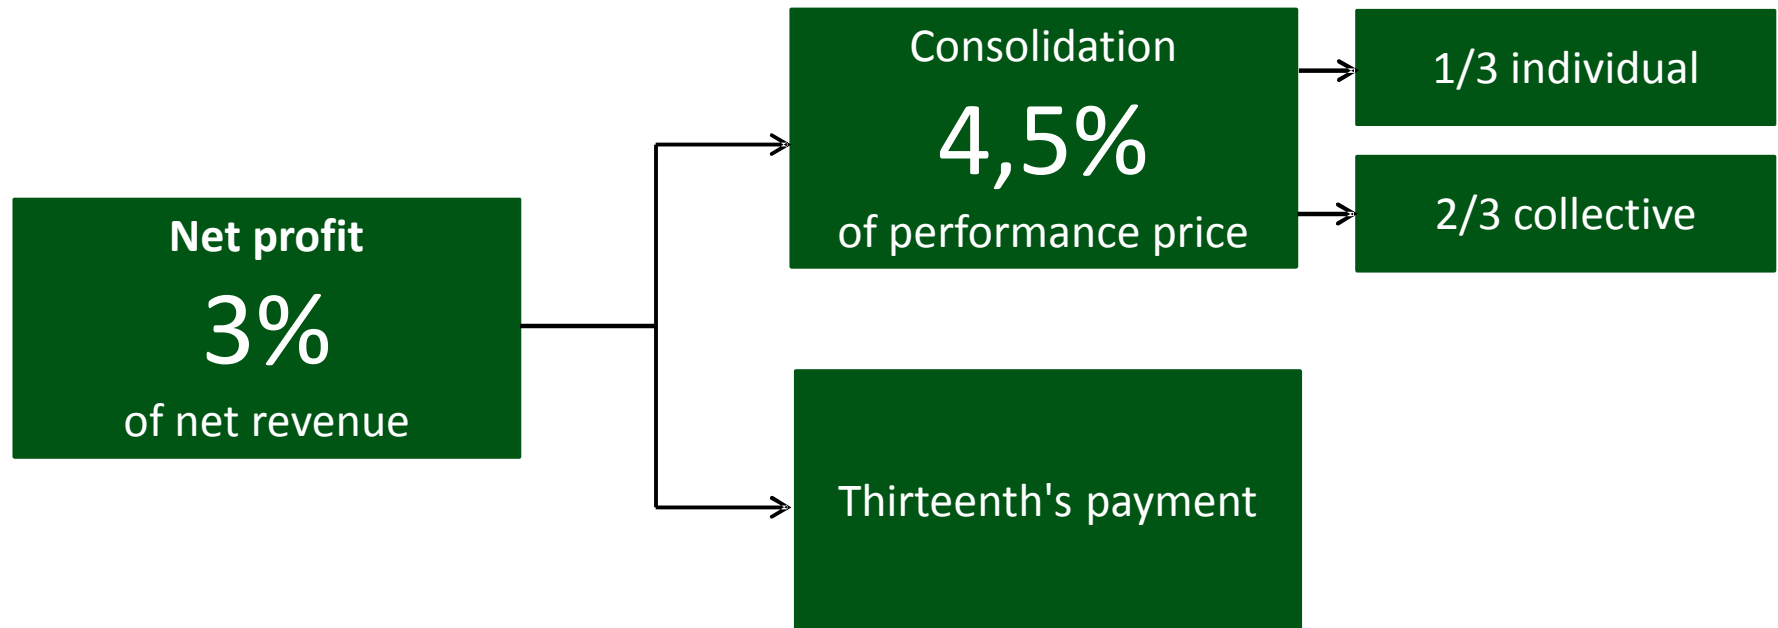 Net profit
3%
of net revenue
Consolidation
4,5%
of performance price
1/3 individual
2/3 collective
Thirteenth's payment